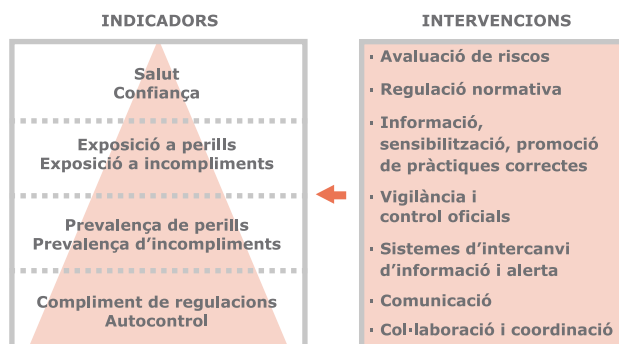 INDICADORS
Salut
Confiança
Exposició a perills
Exposició a incompliments
Prevalença de perills
Prevalença d’incompliments
Compliment de regulacions
Autocontrol
INTERVENCIONS
· Avaluació de riscos
· Regulació normativa
· Informació,
sensibilització, promoció
de pràctiques correctes
· Vigilància i
control oficials
· Sistemes d’intercanvi
d’informació i alerta
· Comunicació
· Col·laboració i coordinació